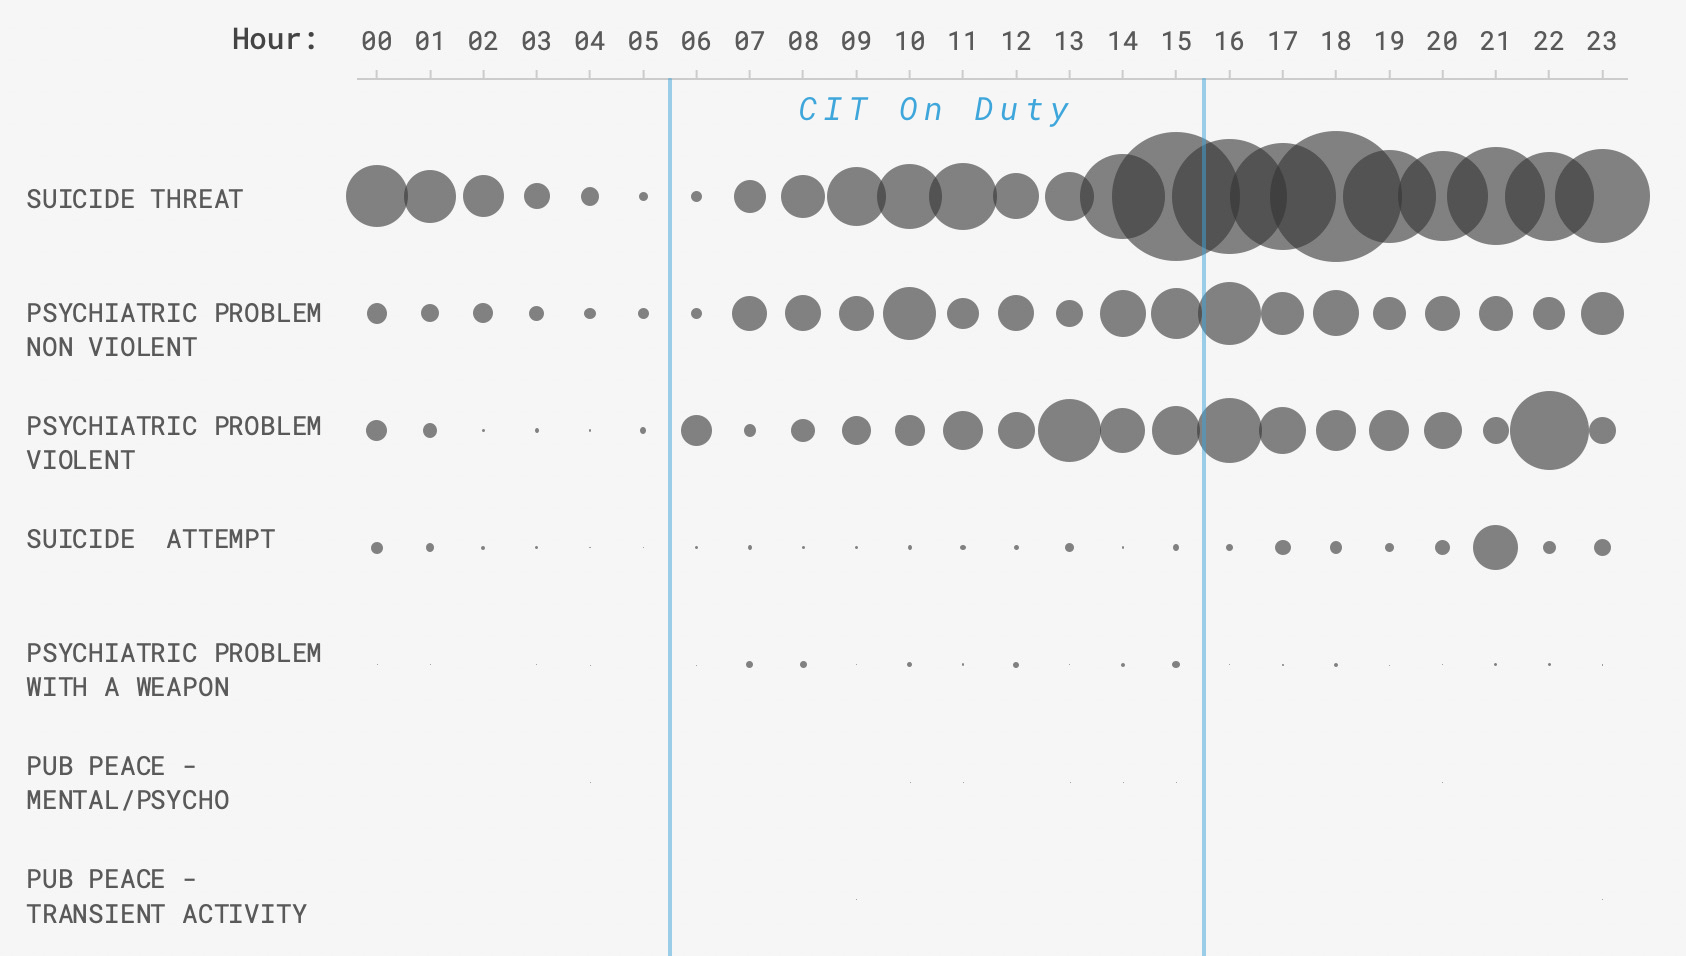 Hour: 00 01 02 03 04 05 06 07 08 09 10 11 12 13 14 15 16 17 18 19 20 21 22 23
CIT On Duty
SUICIDE THREAT
PSYCHIATRIC PROBLEM
NON VIOLENT
PSYCHIATRIC PROBLEM
VIOLENT
SUICIDE  ATTEMPT
PSYCHIATRIC PROBLEM
WITH A WEAPON
PUB PEACE -
MENTAL/PSYCHO
PUB PEACE -
TRANSIENT ACTIVITY